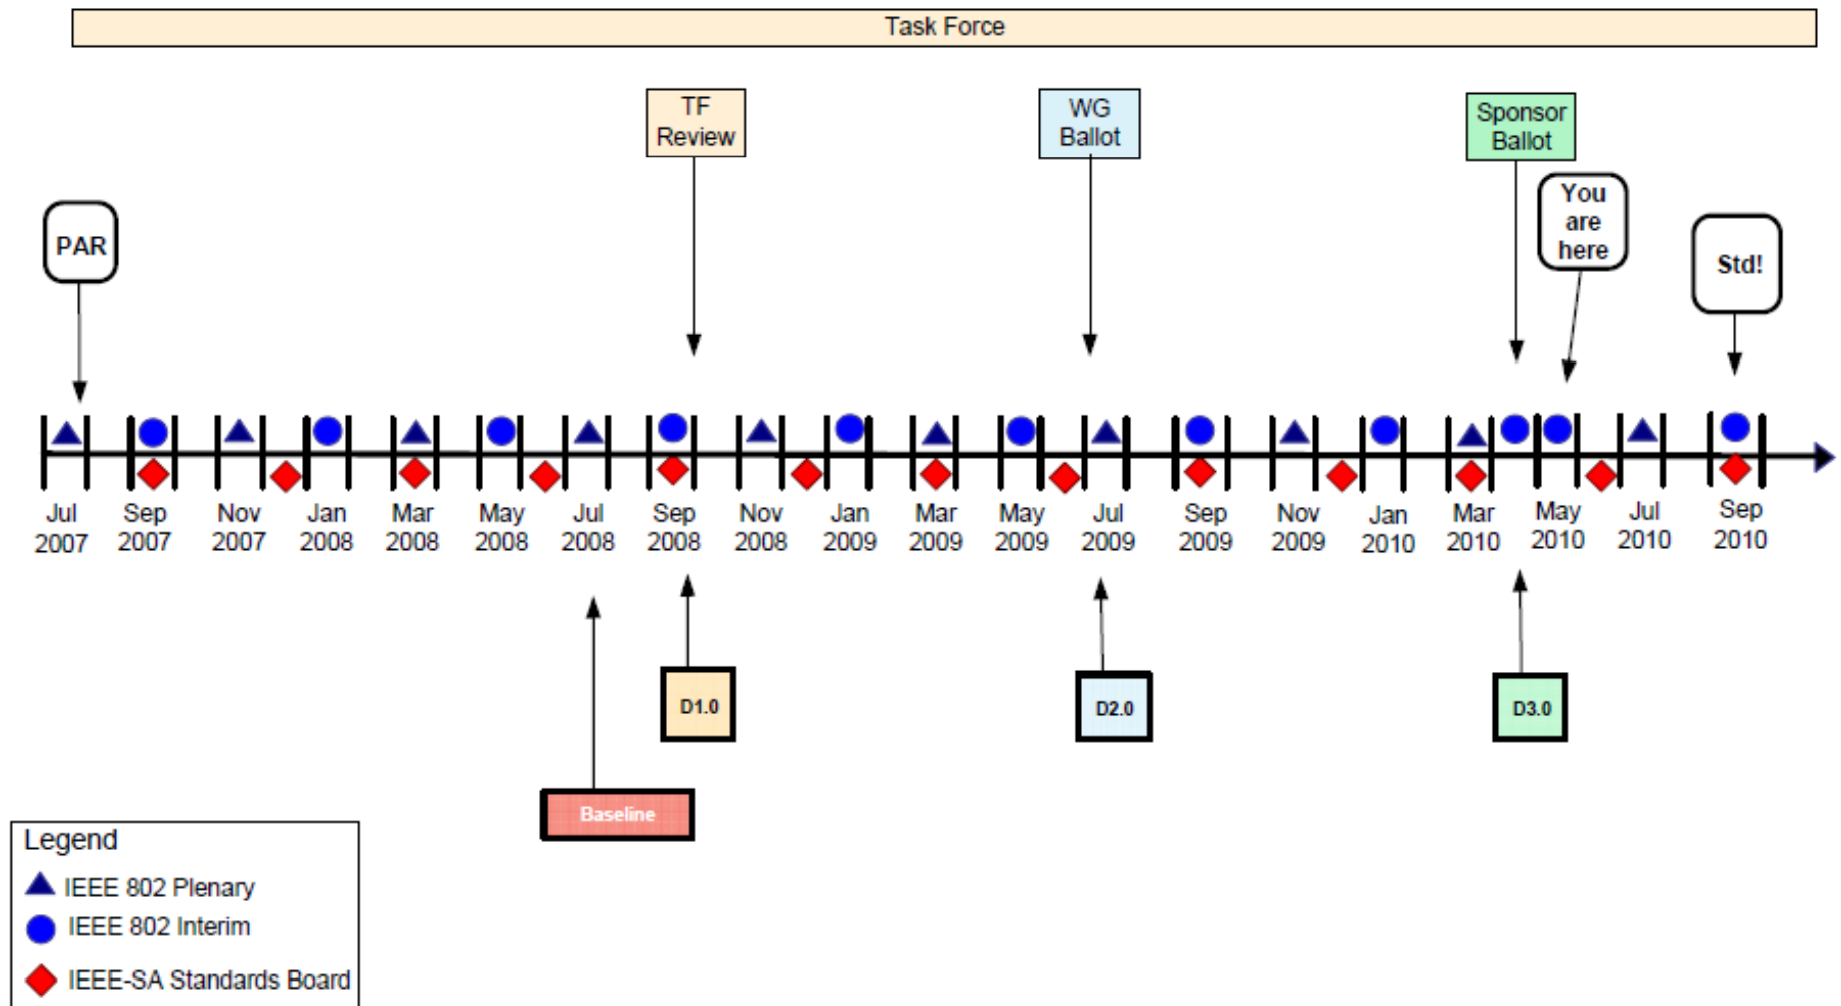 Task Force
TF
Review
WG
Ballot
Sponsor
Ballot
You
are
here
PAR
Std!
Jul
2007
Sep
2007
Nov
2007
Jan
2008
Mar
2008
May
2008
Jul
2008
Sep
2008
Nov
2008
Jan
2009
Mar
2009
May
2009
Jul
2009
Sep
2009
Nov
2009
Jan
2010
Mar
2010
May
2010
Jul
2010
Sep
2010
D1.0
D2.0
D3.0
Baseline
Legend
IEEE 802 Plenary
IEEE 802 Interim
IEEE-SA Standards Board